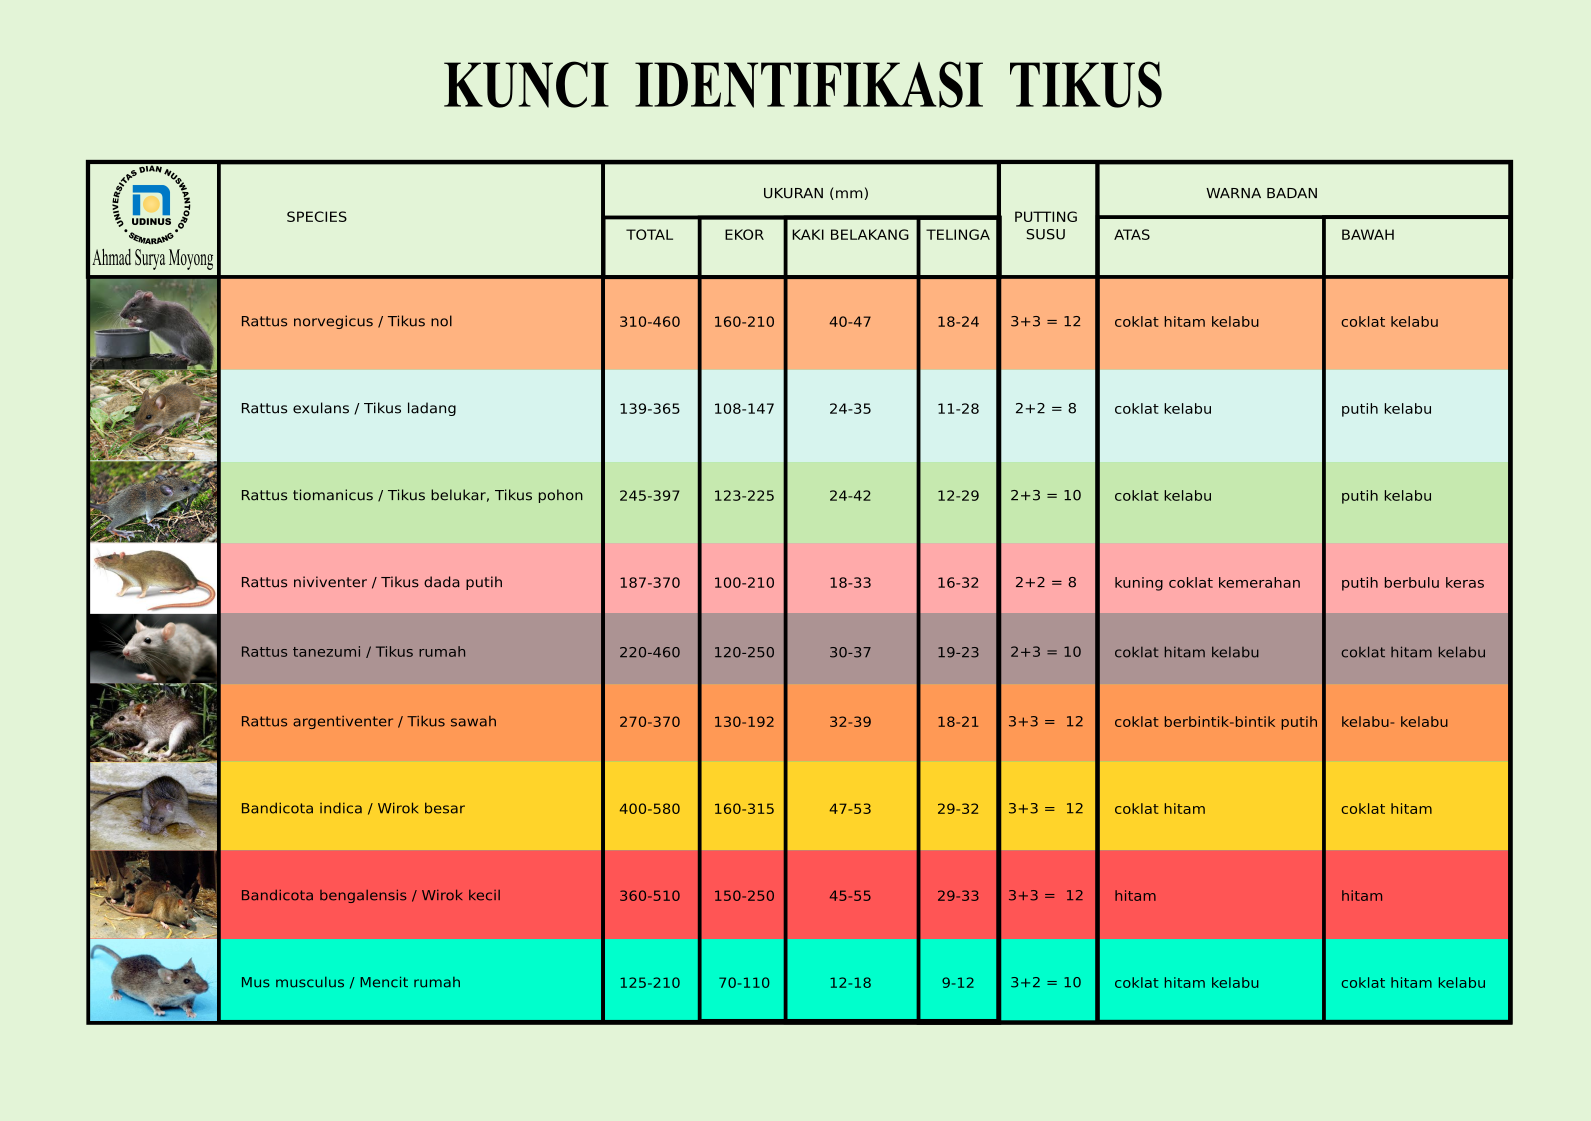 KUNCI IDENTIFIKASI TIKUS
UNIVERSITAS DIAN NUSWANTORO
UDINUS
• SEMARANG •
Ahmad Surya Moyong
SPECIES
UKURAN (mm)
PUTTING
SUSU
WARNA BADAN
TOTAL EKOR KAKI BELAKANG TELINGA ATAS BAWAH
Rattus norvegicus / Tikus nol 310-460 160-210 40-47 18-24 3+3 = 12 coklat hitam kelabu coklat kelabu
Rattus exulans / Tikus ladang 139-365 108-147 24-35 11-28 2+2 = 8 coklat kelabu putih kelabu
Rattus tiomanicus / Tikus belukar, Tikus pohon 245-397 123-225 24-42 12-29 2+3 = 10 coklat kelabu putih kelabu
Rattus niviventer / Tikus dada putih 187-370 100-210 18-33 16-32 2+2 = 8 kuning coklat kemerahan putih berbulu keras
Rattus tanezumi / Tikus rumah 220-460 120-250 30-37 19-23 2+3 = 10 coklat hitam kelabu coklat hitam kelabu
Rattus argentiventer / Tikus sawah 270-370 130-192 32-39 18-21 3+3 = 12 coklat berbintik-bintik putih kelabu- kelabu
Bandicota indica / Wirok besar 400-580 160-315 47-53 29-32 3+3 = 12 coklat hitam coklat hitam
Bandicota bengalensis / Wirok kecil 360-510 150-250 45-55 29-33 3+3 = 12 hitam hitam
Mus musculus / Mencit rumah 125-210 70-110 12-18 9-12 3+2 = 10 coklat hitam kelabu coklat hitam kelabu